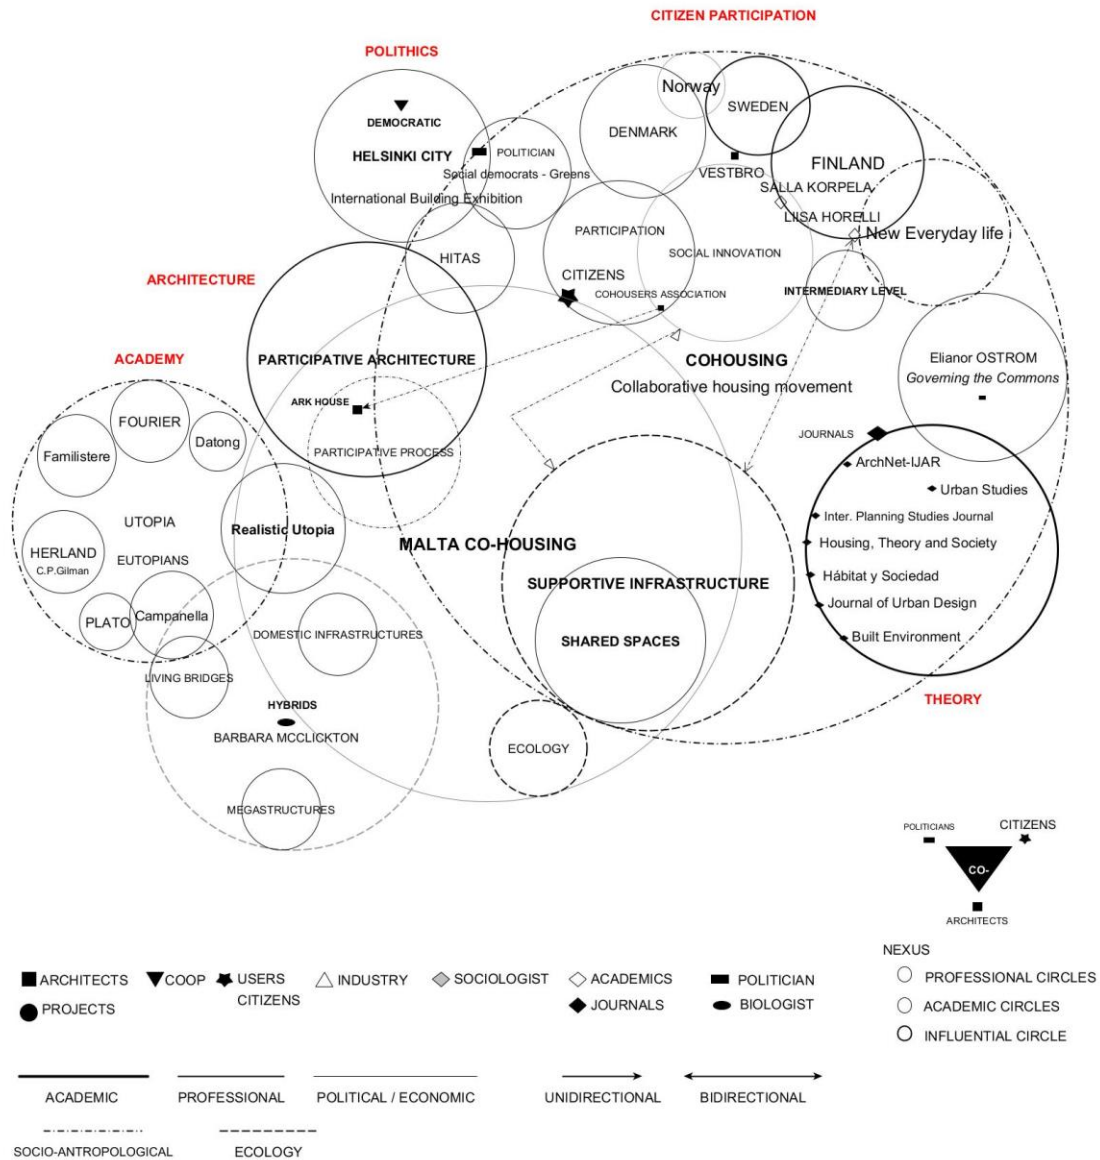 CITIZEN PARTICIPATION
POLITHICS
Norway
SWEDEN
DEMOCRATIC
DENMARK
HELSINKI CITY
POLITICIAN
Social democrats - Greens
International Building Exhibition
VESTBRO
FINLAND
SALLA KORPELA
LIISA HORELLI
New Everyday life
PARTICIPATION
SOCIAL INNOVATION
HITAS
CITIZENS
COHOUSERS ASSOCIATION
INTERMEDIARY LEVEL
ARCHITECTURE
PARTICIPATIVE ARCHITECTURE
COHOUSING
Collaborative housing movement
Elianor OSTROM
Governing the Commons
ACADEMY
ARK HOUSE
PARTICIPATIVE PROCESS
FOURIER
Familistere
Datong
UTOPIA
EUTOPIANS
HERLAND
C.P.Gilman
PLATO
Campanella
Realistic Utopia
MALTA CO-HOUSING
SUPPORTIVE INFRASTRUCTURE
SHARED SPACES
JOURNALS
ArchNet-IJAR
Urban Studies
Inter. Planning Studies Journal
Housing, Theory and Society
Hábitat y Sociedad
Journal of Urban Design
Built Environment
THEORY
DOMESTIC INFRASTRUCTURES
LIVING BRIDGES
HYBRIDS
BARBARA MCCLICKTON
MEGASTRUCTURES
ECOLOGY
POLITICIANS
CITIZENS
CO-
ARCHITECTS
NEXUS
PROFESSIONAL CIRCLES
ACADEMIC CIRCLES
INFLUENTIAL CIRCLE
ARCHITECTS
COOP
USERS
CITIZENS
INDUSTRY
SOCIOLOGIST
ACADEMICS
POLITICIAN
PROJECTS
JOURNALS
BIOLOGIST
ACADEMIC
PROFESSIONAL
POLITICAL / ECONOMIC
UNIDIRECTIONAL
BIDIRECTIONAL
SOCIO-ANTROPOLOGICAL
ECOLOGY